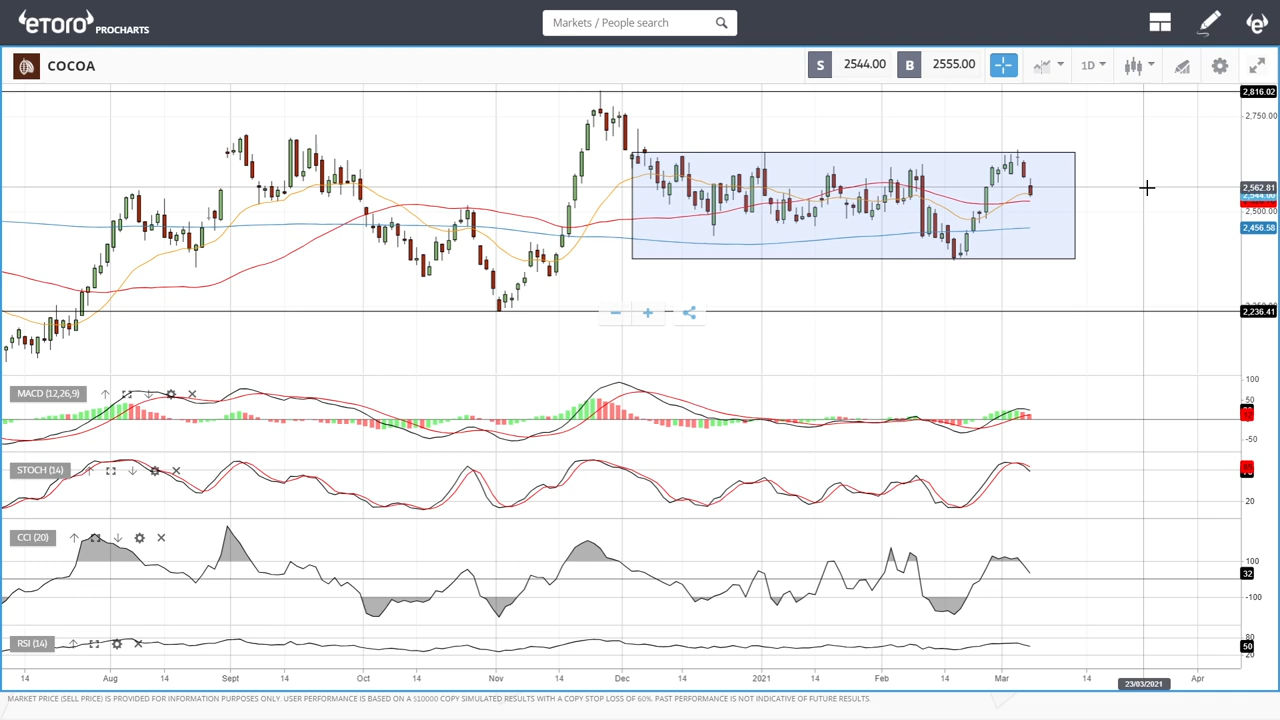 eTORO PROCHARTS
Markets / People search
COCOA
S 2544.00 B 2555.00
1D
2,816.02
2,750.00
2,562.81
2,544.00
2,500.00
2,456.58
2,236.41
MACD (12,26,9)
100
50
-50
STOCH (14)
20
CCI (20)
100
32
-100
RSI (14)
80
50
20
14 Aug 14 Sept 14 Oct 14 Nov 14 Dec 14 2021 14 Feb 14 Mar 14 Apr
23/03/2021
MARKET PRICE (SELL PRICE) IS PROVIDED FOR INFORMATION PURPOSES ONLY. USER PERFORMANCE IS BASED ON A $10000 COPY SIMULATED RESULTS WITH A COPY STOP LOSS OF 60%. PAST PERFORMANCE IS NOT INDICATIVE OF FUTURE RESULTS.